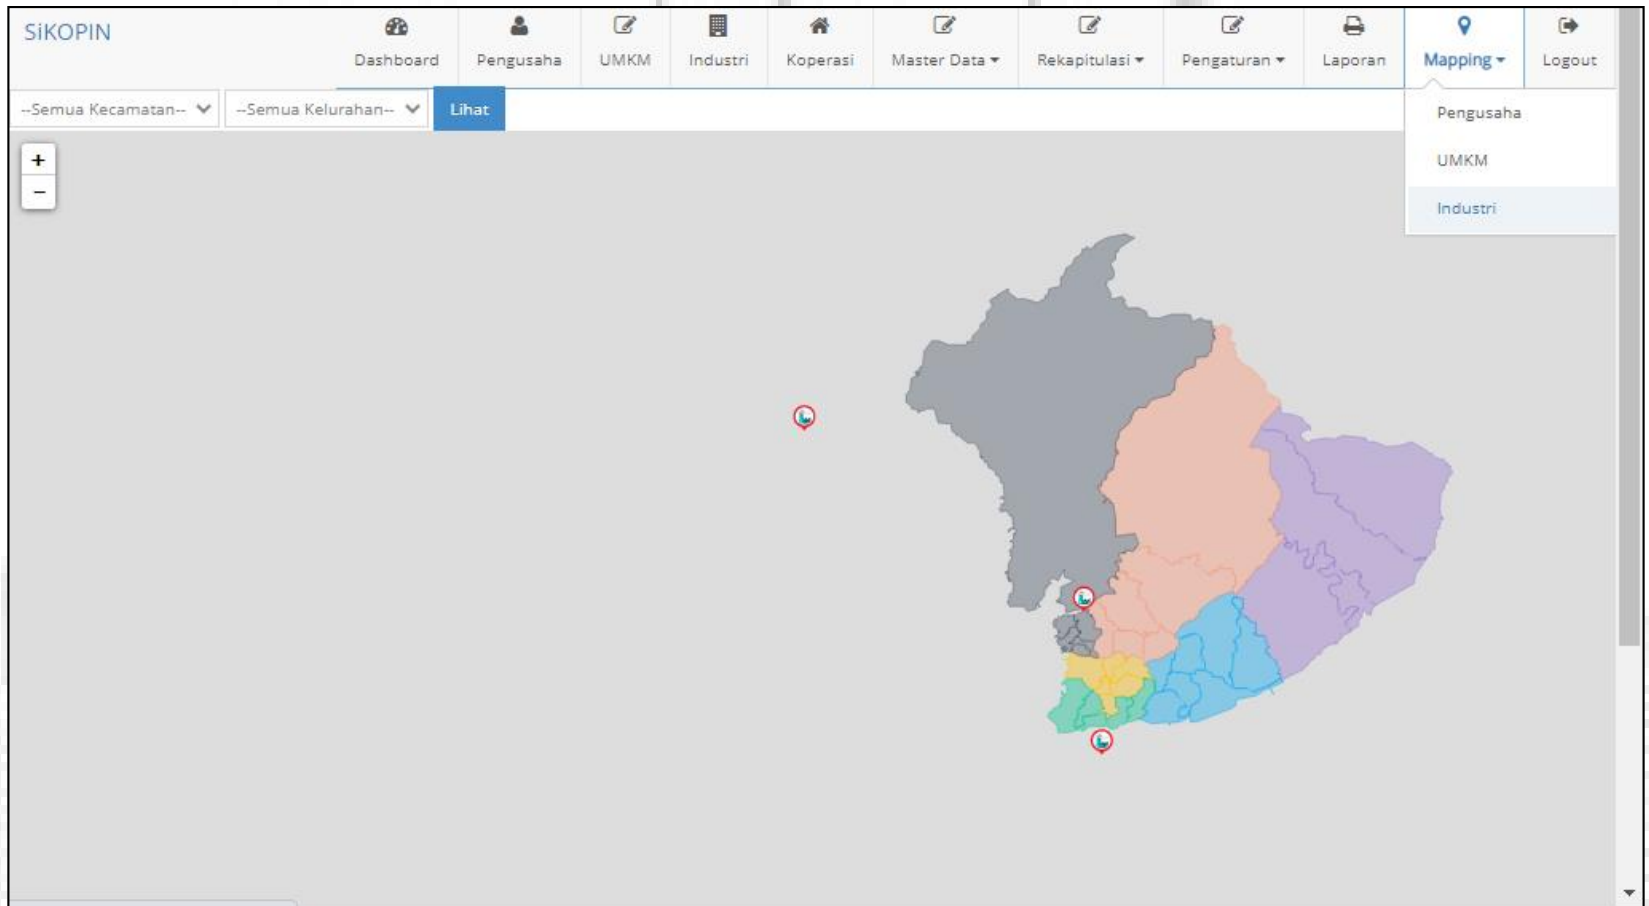 SiKOPIN
Dashboard Pengusaha UMKM Industri Koperasi Master Data Rekapitulasi Pengaturan Laporan Mapping Logout
--Semua Kecamatan-- --Semua Kelurahan-- Lihat
Pengusaha
+
UMKM
−
Industri